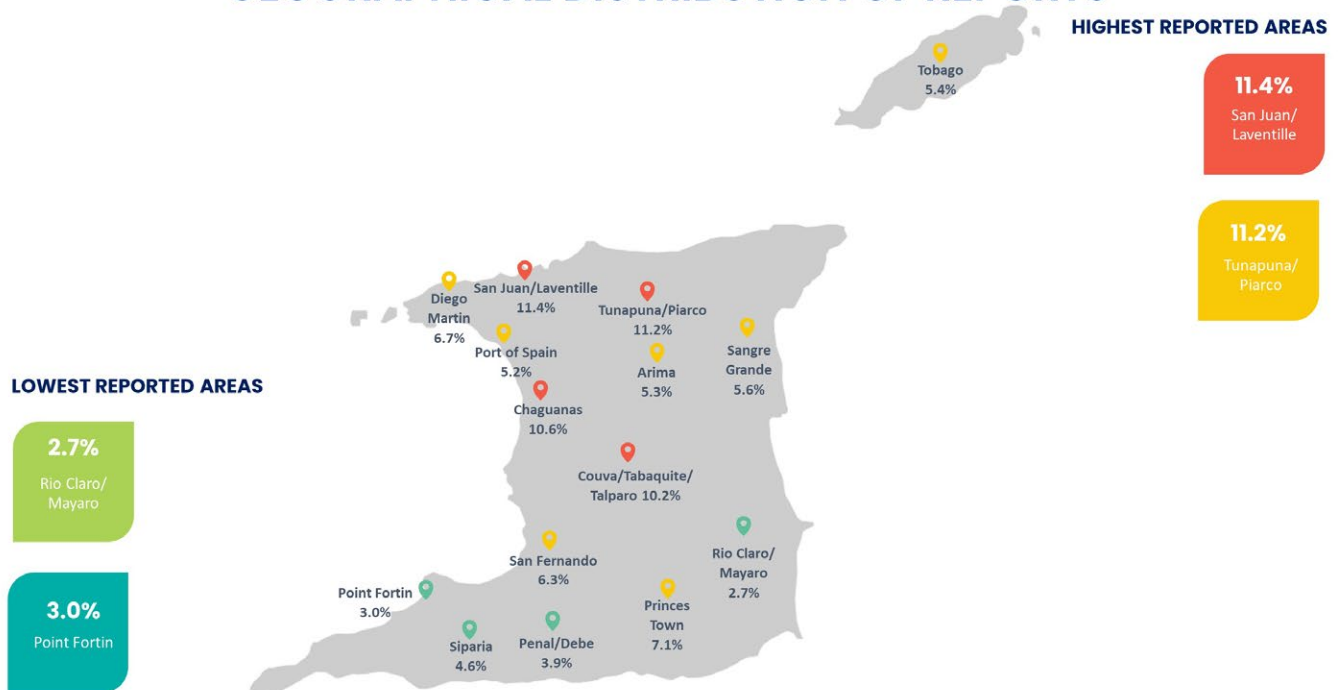 GEOGRAPHICAL DISTRIBUTION OF REPORTS
HIGHEST REPORTED AREAS
11.4%
San Juan/
Laventille
11.2%
Tunapuna/
Piarco
Tobago
5.4%
San Juan/Laventille
11.4%
Diego
Martin
6.7%
Tunapuna/Piarco
11.2%
Port of Spain
5.2%
Arima
5.3%
Sangre
Grande
5.6%
Chaguanas
10.6%
Couva/Tabaquite/
Talparo 10.2%
San Fernando
6.3%
Rio Claro/
Mayaro
2.7%
Point Fortin
3.0%
Princes
Town
7.1%
Siparia
4.6%
Penal/Debe
3.9%
LOWEST REPORTED AREAS
2.7%
Rio Claro/
Mayaro
3.0%
Point Fortin